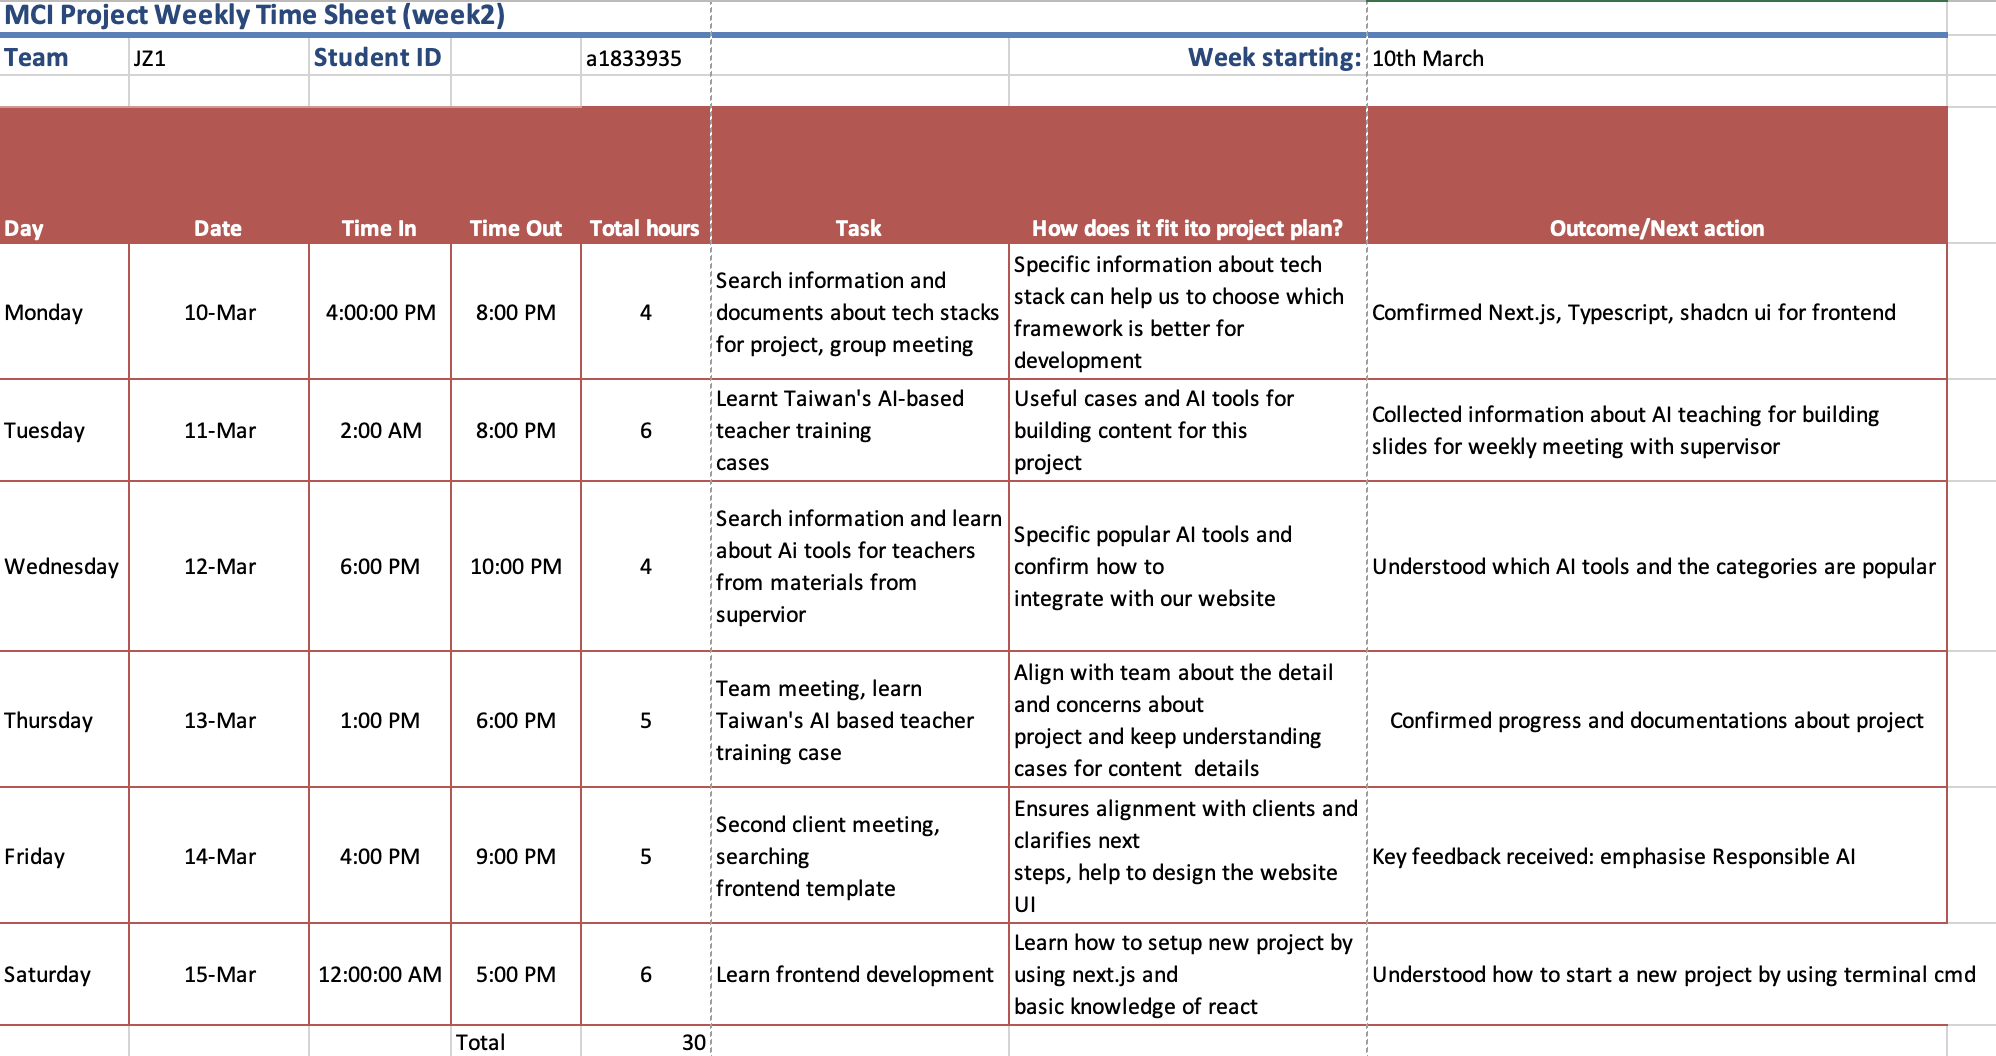 MCI Project Weekly Time Sheet (week2)
Team JZ1 Student ID a1833935 Week starting: 10th March
Day Date Time In Time Out Total hours Task How does it fit ito project plan? Outcome/Next action
Monday 10-Mar 4:00:00 PM 8:00 PM 4
Search information and
documents about tech stacks
for project, group meeting
Specific information about tech
stack can help us to choose which
framework is better for
development
Comfirmed Next.js, Typescript, shadcn ui for frontend
Tuesday 11-Mar 2:00 AM 8:00 PM 6
Learnt Taiwan's AI-based
teacher training
cases
Useful cases and AI tools for
building content for this
project
Collected information about AI teaching for building
slides for weekly meeting with supervisor
Wednesday 12-Mar 6:00 PM 10:00 PM 4
Search information and learn
about Ai tools for teachers
from materials from
supervior
Specific popular AI tools and
confirm how to
integrate with our website
Understood which AI tools and the categories are popular
Thursday 13-Mar 1:00 PM 6:00 PM 5
Team meeting, learn
Taiwan's AI based teacher
training case
Align with team about the detail
and concerns about
project and keep understanding
cases for content  details
Confirmed progress and documentations about project
Friday 14-Mar 4:00 PM 9:00 PM 5
Second client meeting,
searching
frontend template
Ensures alignment with clients and
clarifies next
steps, help to design the website
UI
Key feedback received: emphasise Responsible AI
Saturday 15-Mar 12:00:00 AM 5:00 PM 6
Learn frontend development
Learn how to setup new project by
using next.js and
basic knowledge of react
Understood how to start a new project by using terminal cmd
Total 30